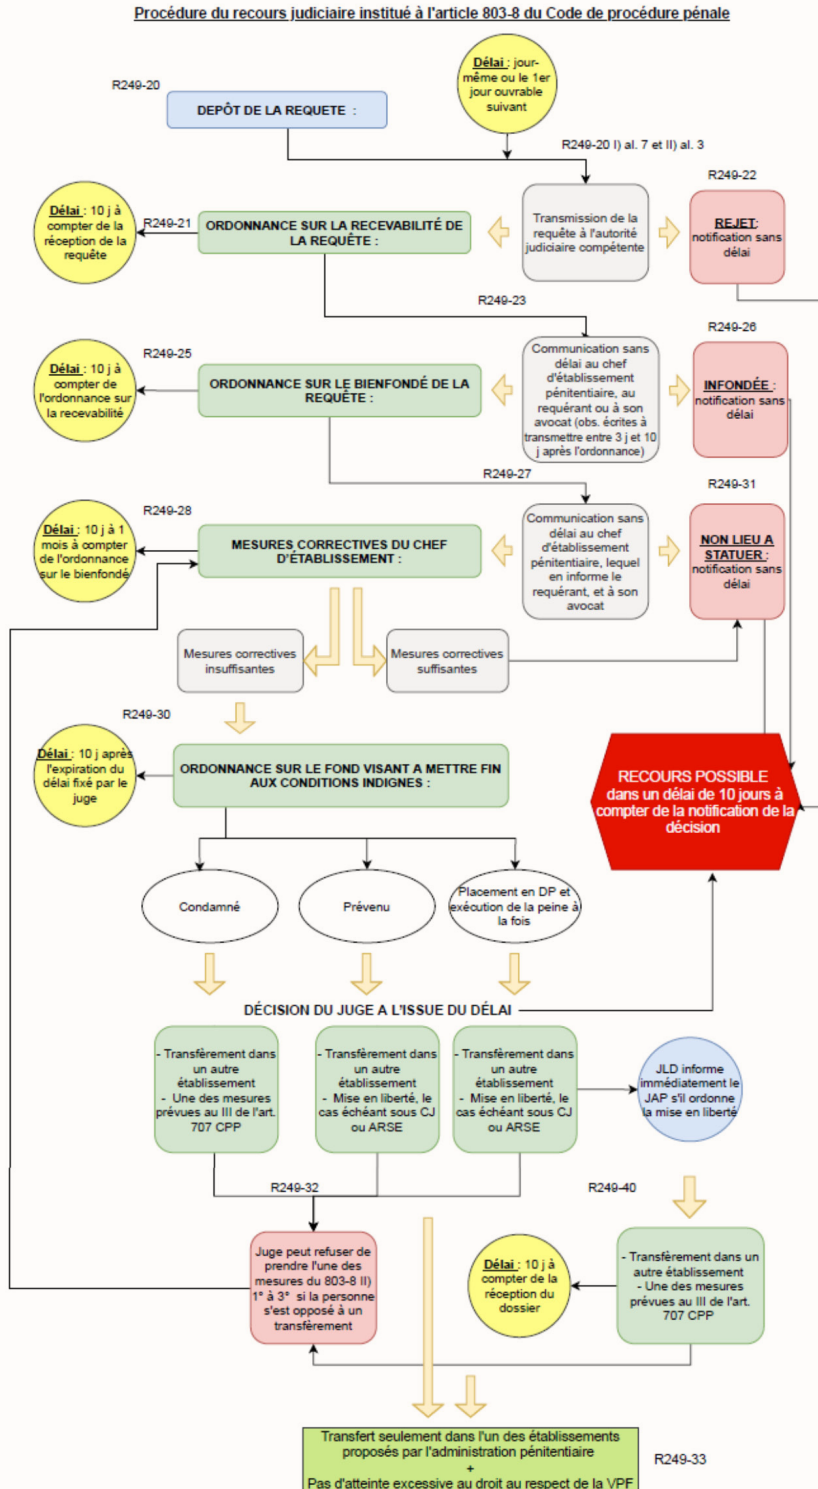 Procédure du recours judiciaire institué à l'article 803-8 du Code de procédure pénale
Délai : jour-
même ou le 1er
jour ouvrable
suivant
R249-20
DEPÔT DE LA REQUETE :
R249-20 I) al. 7 et II) al. 3
R249-22
Délai : 10 j à
compter de la
réception de la
requête
R249-21
ORDONNANCE SUR LA RECEVABILITÉ DE
LA REQUÊTE :
Transmission de la
requête à l'autorité
judiciaire compétente
REJET:
notification sans
délai
R249-23
R249-26
R249-25
Délai : 10 j à
compter de
l'ordonnance sur
la recevabilité
ORDONNANCE SUR LE BIENFONDÉ DE LA
REQUÊTE :
Communication sans
délai au chef
d'établissement
pénitentiaire, au
requérant ou à son
avocat (obs. écrites à
transmettre entre 3 j et 10
j après l'ordonnance)
INFONDÉE :
notification sans
délai
R249-27
R249-31
R249-28
Délai : 10 j à 1
mois à compter
de l'ordonnance
sur le bienfondé
MESURES CORRECTIVES DU CHEF
D'ÉTABLISSEMENT :
Communication sans
délai au chef
d'établissement
pénitentiaire, lequel
en informe le
requérant, et à son
avocat
NON LIEU A
STATUER :
notification sans
délai
Mesures correctives
insuffisantes
Mesures correctives
suffisantes
R249-30
Délai : 10 j après
l'expiration du
délai fixé par le
juge
ORDONNANCE SUR LE FOND VISANT A METTRE FIN
AUX CONDITIONS INDIGNES :
RECOURS POSSIBLE
dans un délai de 10 jours à
compter de la notification de la
décision
Condamné
Prévenu
Placement en DP et
exécution de la peine à
la fois
DÉCISION DU JUGE A L'ISSUE DU DÉLAI
- Transfèrement dans
un autre
établissement
- Une des mesures
prévues au III de l'art.
707 CPP
- Transfèrement dans
un autre
établissement
- Mise en liberté, le
cas échéant sous CJ
ou ARSE
- Transfèrement dans
un autre
établissement
- Mise en liberté, le
cas échéant sous CJ
ou ARSE
JLD informe
immédiatement le
JAP s'il ordonne
la mise en liberté
R249-32
R249-40
Juge peut refuser de
prendre l'une des
mesures du 803-8 II)
1° à 3° si la personne
s'est opposé à un
transfèrement
Délai : 10 j à
compter de la
réception du
dossier
- Transfèrement dans un
autre établissement
- Une des mesures
prévues au III de l'art.
707 CPP
Transfert seulement dans l'un des établissements
proposés par l'administration pénitentiaire
+
Pas d'atteinte excessive au droit au respect de la VPF
R249-33